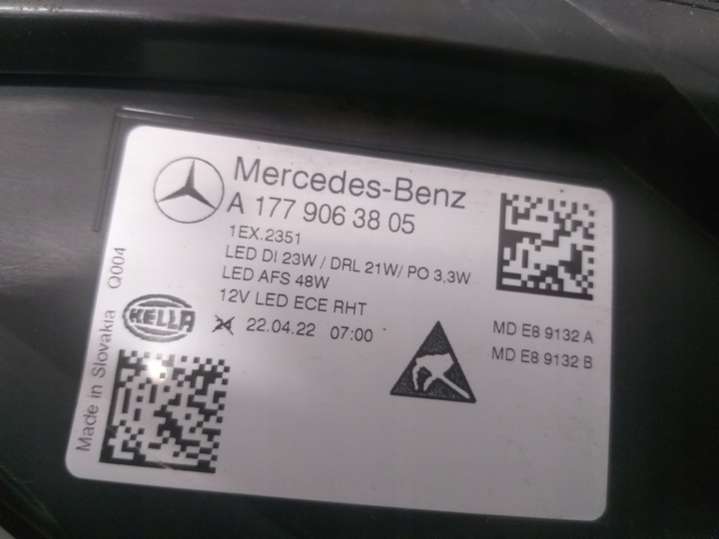 Mercedes-Benz
A 177 906 38 05
1EX.2351
LED DI 23W / DRL 21W/ PO 3,3W
LED AFS 48W
12V LED ECE RHT
HELLA
24 22.04.22 07:00
MD E8 9132 A
MD E8 9132 B
Made in Slovakia Q004